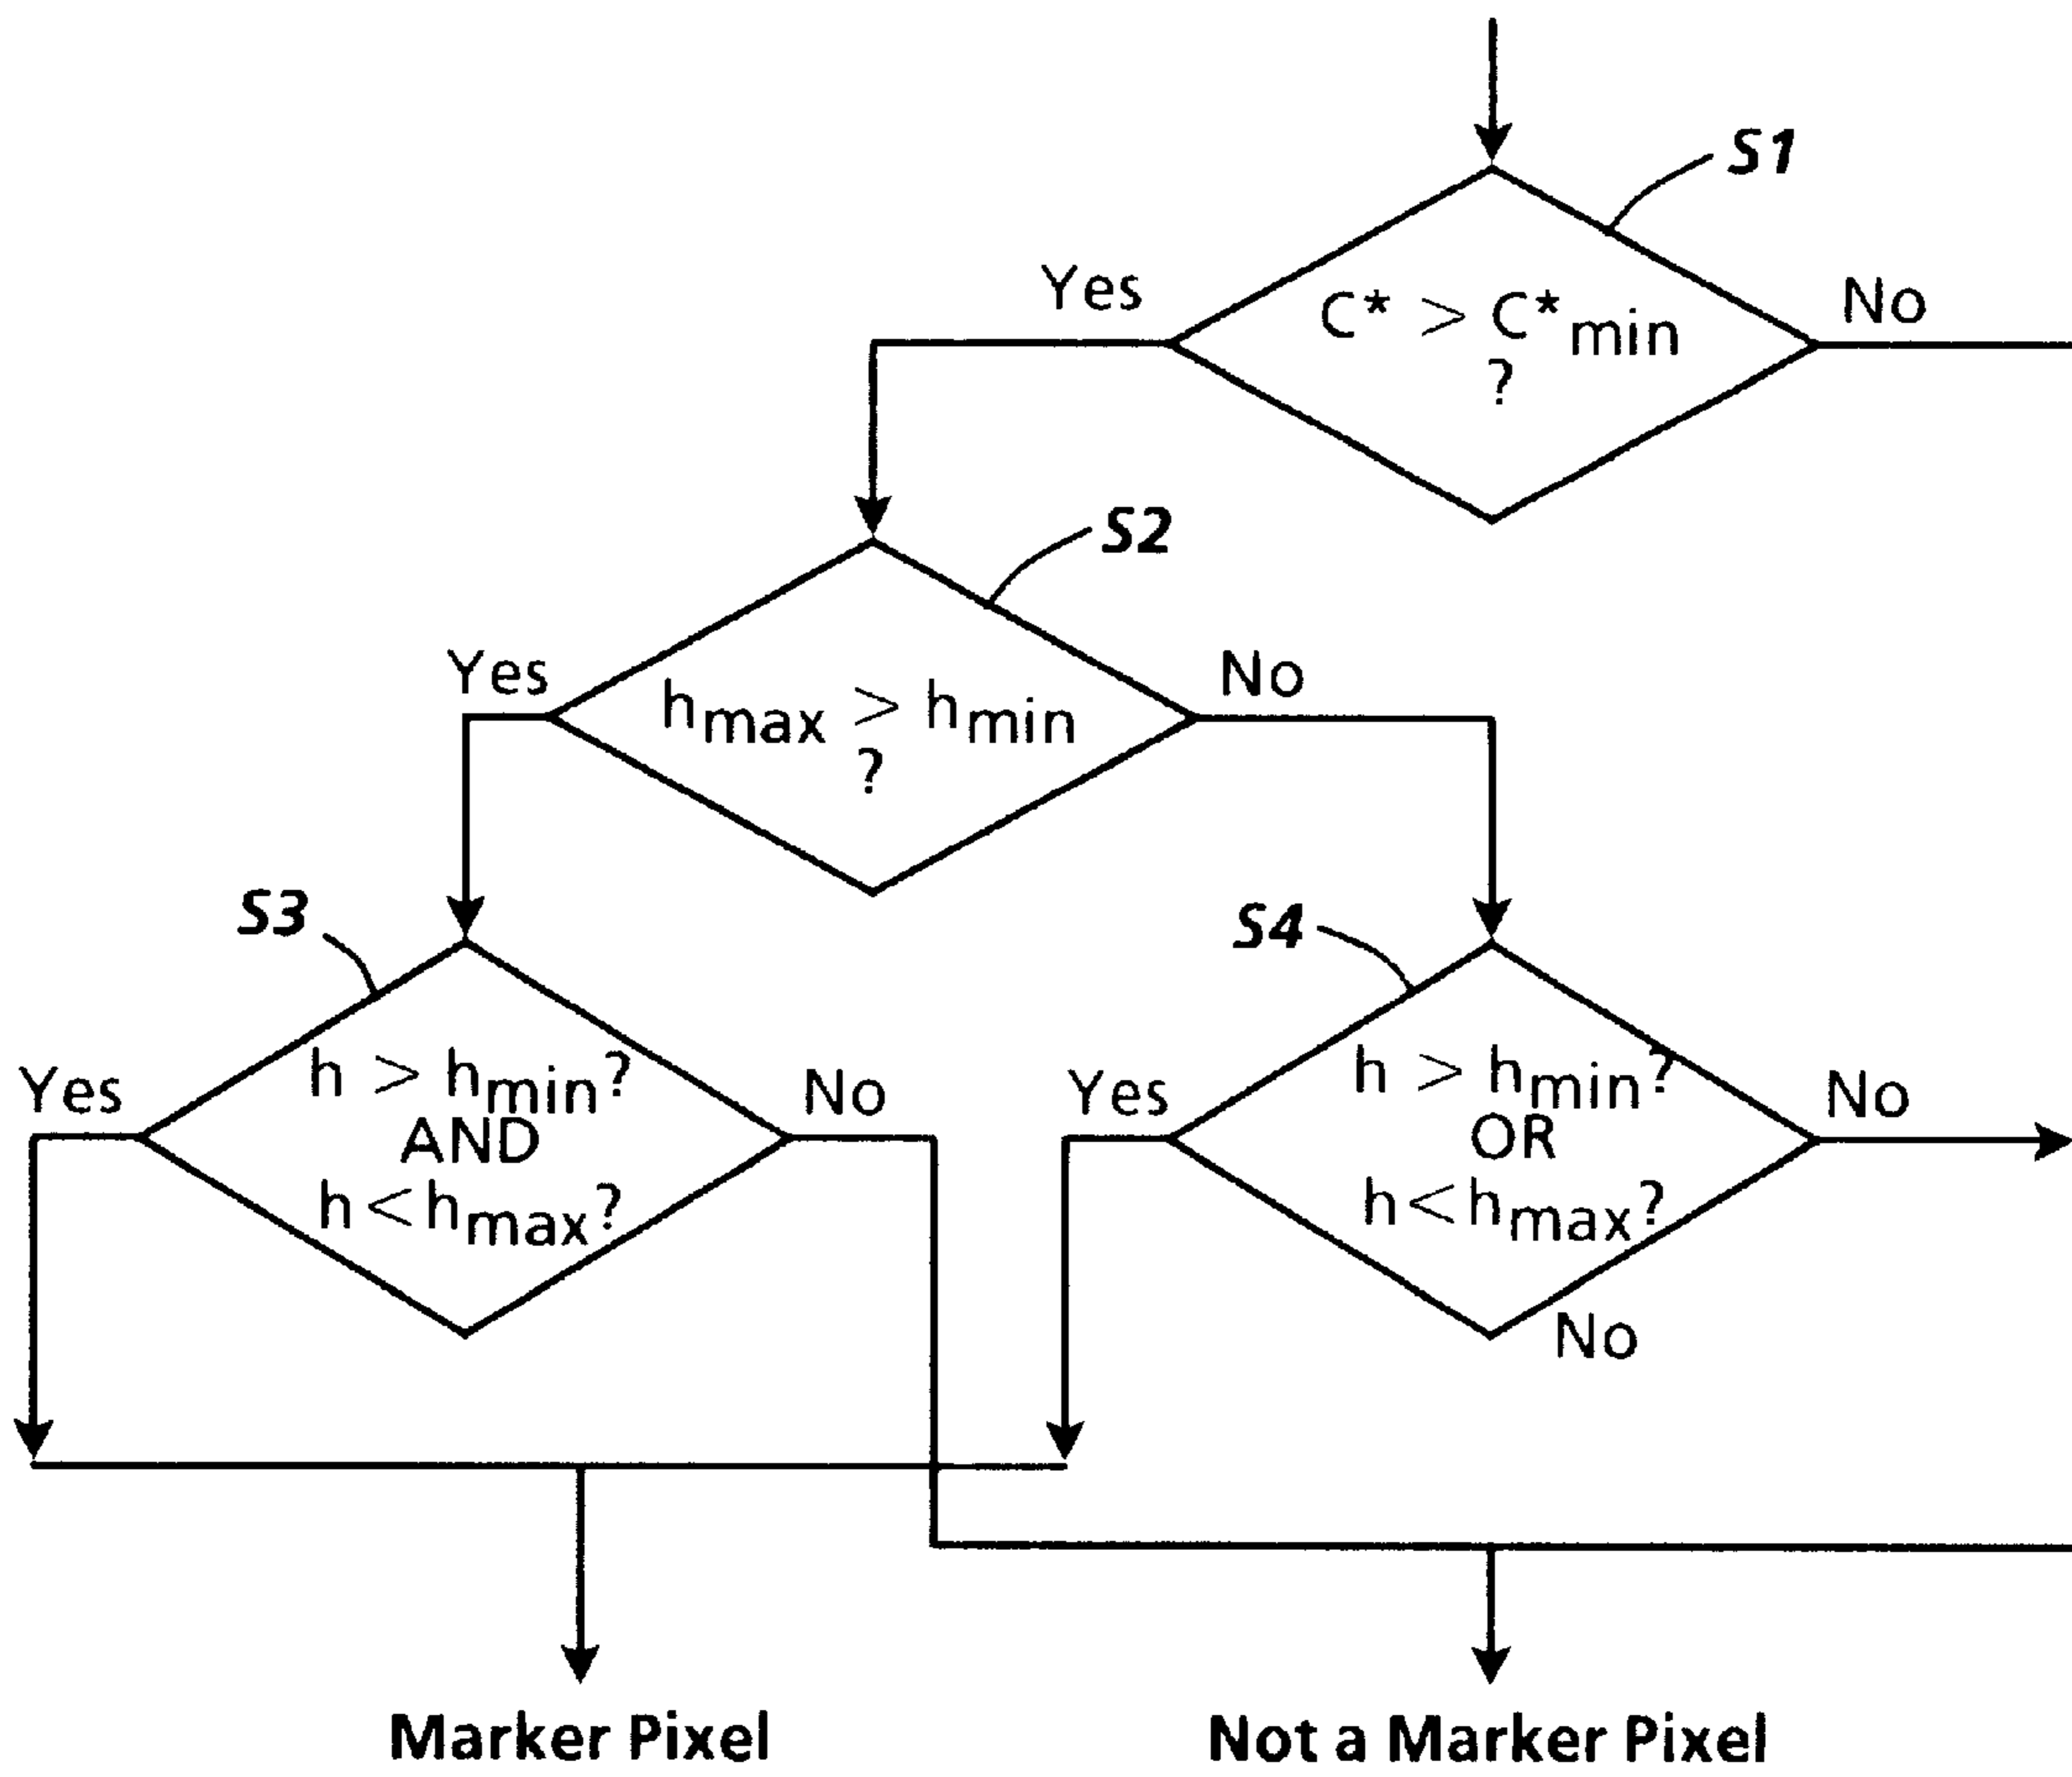 S1
Yes
C* > C*min
?
No
S2
Yes
hmax > hmin
?
No
S3
Yes
h > hmin?
AND
h < hmax?
No
S4
Yes
h > hmin?
OR
h < hmax?
No
No
Marker Pixel
Not a Marker Pixel